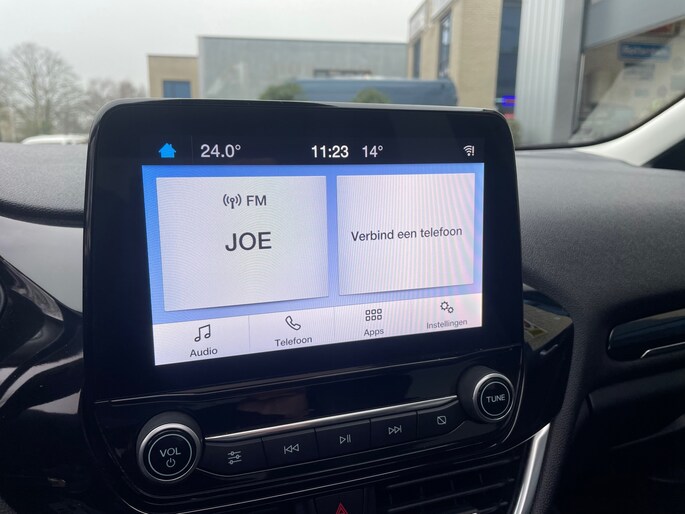 24.0° 11:23 14°
FM
JOE
Verbind een telefoon
Audio Telefoon Apps Instellingen
VOL TUNE